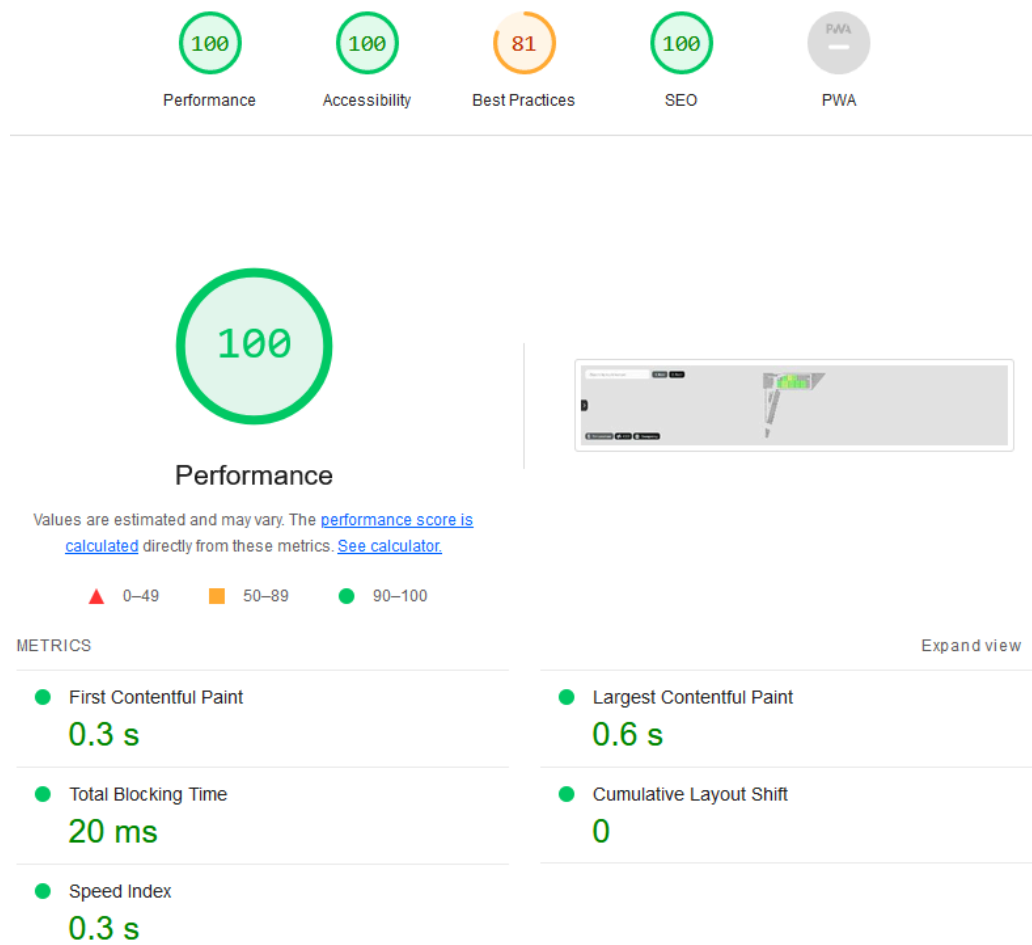 100
100
81
100
PWA
Performance
Accessibility
Best Practices
SEO
PWA
100
Performance
Values are estimated and may vary. The performance score is
calculated directly from these metrics. See calculator.
0–49
50–89
90–100
METRICS
Expand view
First Contentful Paint
0.3 s
Largest Contentful Paint
0.6 s
Total Blocking Time
20 ms
Cumulative Layout Shift
0
Speed Index
0.3 s